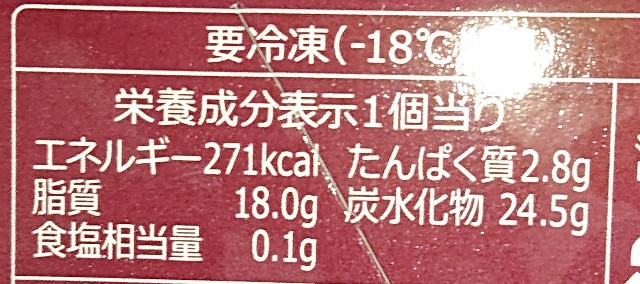 要冷凍(-18℃
栄養成分表示1個当り
エネルギー271kcal たんぱく質2.8g
脂質 18.0g 炭水化物 24.5g
食塩相当量 0.1g